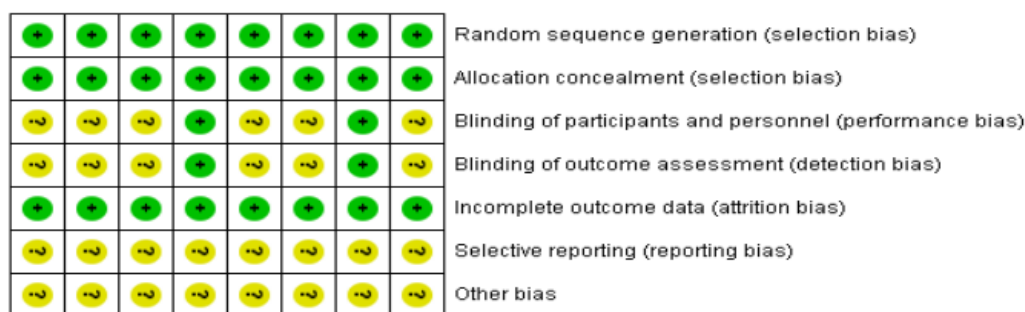 + + + + + + + + Random sequence generation (selection bias)
+ + + + + + + + Allocation concealment (selection bias)
? ? ? + ? ? + ? Blinding of participants and personnel (performance bias)
? ? ? + ? ? + ? Blinding of outcome assessment (detection bias)
+ + + + + + + + Incomplete outcome data (attrition bias)
? ? ? ? ? ? ? ? Selective reporting (reporting bias)
? ? ? ? ? ? ? ? Other bias